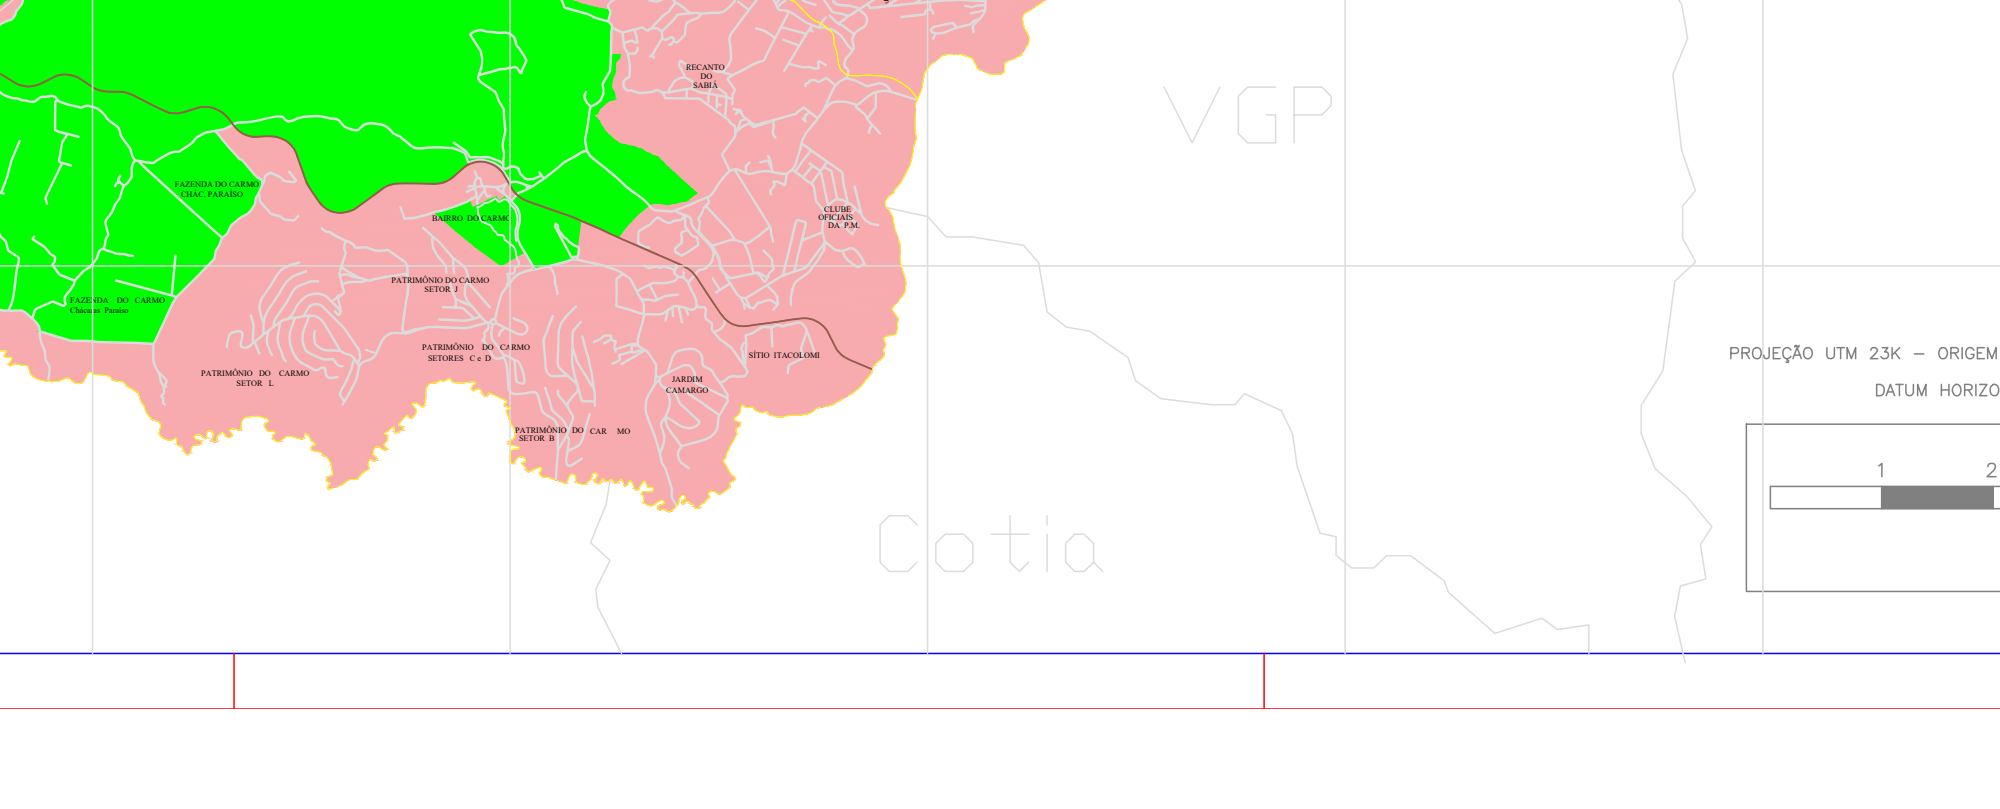 RECANTO
DO
SABIÁ
VGP
FAZENDA DO CARMO
CHÁC. PARAÍSO
BAIRRO DO CARMO
CLUBE
OFICIAIS
DA P.M.
PATRIMÔNIO DO CARMO
SETOR J
FAZENDA DO CARMO
Chácaras Paraíso
PATRIMÔNIO DO CARMO
SETORES C e D
SÍTIO ITACOLOMI
PROJEÇÃO UTM 23K – ORIGEM
DATUM HORIZO
PATRIMÔNIO DO CARMO
SETOR L
JARDIM
CAMARGO
PATRIMÔNIO DO CAR MO
SETOR B
1 2
Cotia